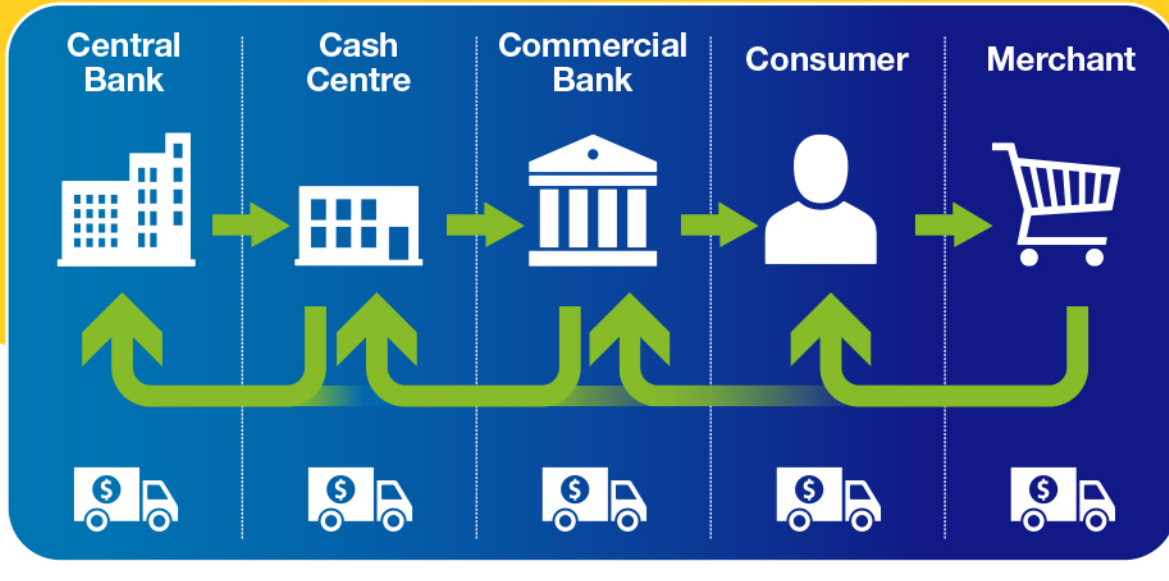 Central
Bank
Cash
Centre
Commercial
Bank
Consumer
Merchant
$
$
$
$
$